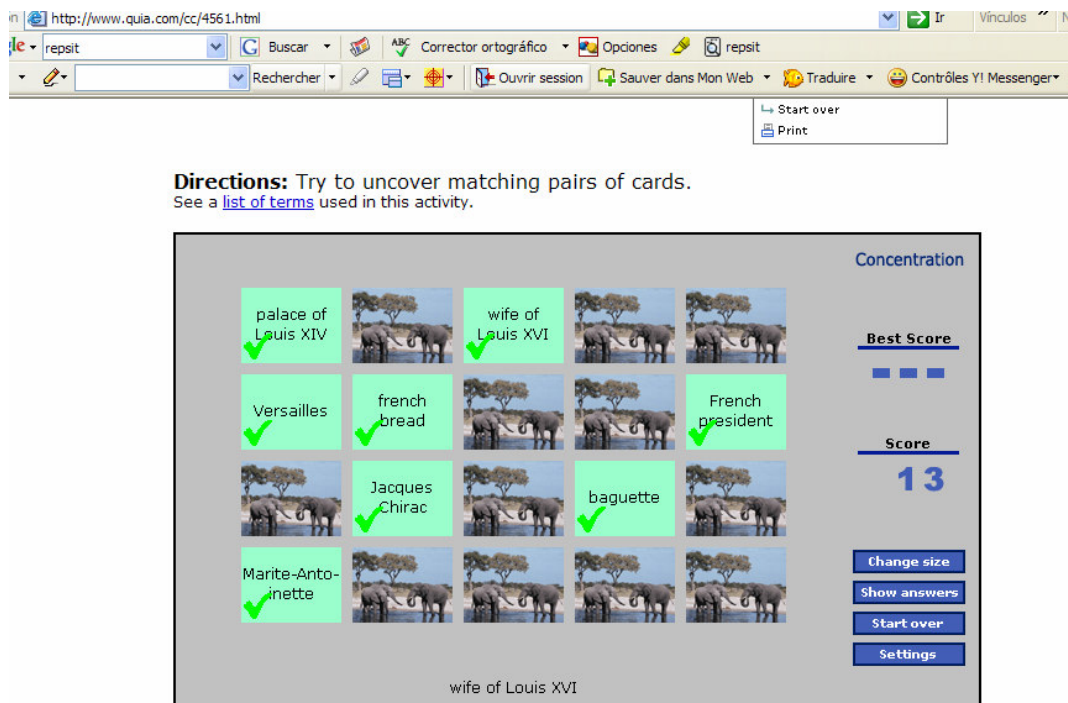 http://www.quia.com/cc/4561.html Ir Vínculos
repsit Buscar ABC Corrector ortográfico Opciones repsit
Rechercher Ouvrir session Sauver dans Mon Web Traduire Contrôles Y! Messenger
Start over
Print
Directions: Try to uncover matching pairs of cards.
See a list of terms used in this activity.
Concentration
palace of
Louis XIV
wife of
Louis XVI
Best Score
Versailles
french
bread
French
president
Score
13
Jacques
Chirac
baguette
Marite-Anto-
inette
Change size
Show answers
Start over
Settings
wife of Louis XVI